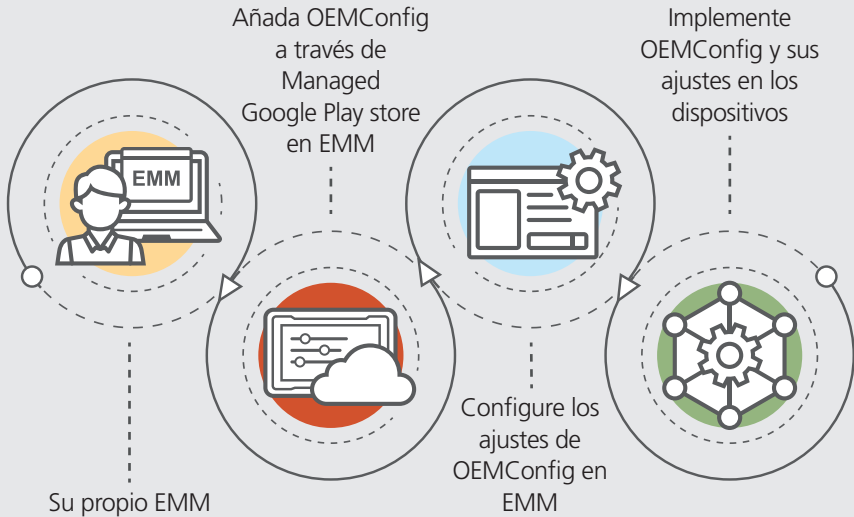 EMM
Su propio EMM
Añada OEMConfig
a través de
Managed
Google Play store
en EMM
Configure los
ajustes de
OEMConfig en
EMM
Implemente
OEMConfig y sus
ajustes en los
dispositivos